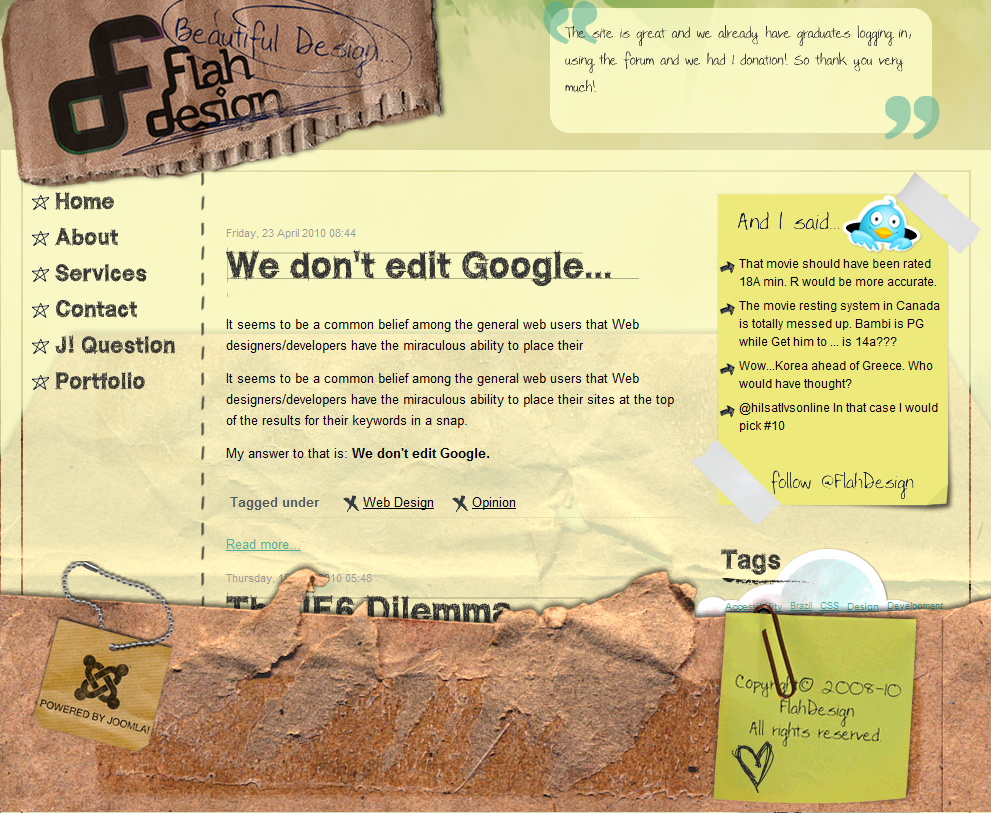 Beautiful Design...
flah
design
The site is great and we already have graduates logging in,
using the forum and we had 1 donation! So thank you very
much!
Home
About
Services
Contact
J! Question
Portfolio
Friday, 23 April 2010 08:44
We don't edit Google...
It seems to be a common belief among the general web users that Web
designers/developers have the miraculous ability to place their
It seems to be a common belief among the general web users that Web
designers/developers have the miraculous ability to place their sites at the top
of the results for their keywords in a snap.
My answer to that is: We don't edit Google.
Tagged under Web Design Opinion
Read more...
Thursday, 2010 05:48
The IE6 Dilemma
And I said...
That movie should have been rated
18A min. R would be more accurate.
The movie resting system in Canada
is totally messed up. Bambi is PG
while Get him to ... is 14a???
Wow...Korea ahead of Greece. Who
would have thought?
@hilsatlvsonline In that case I would
pick #10
follow @FlahDesign
Tags
Accessibility Brazil CSS Design Development
POWERED BY JOOMLA!
Copyright© 2008-10
FlahDesign
All rights reserved.